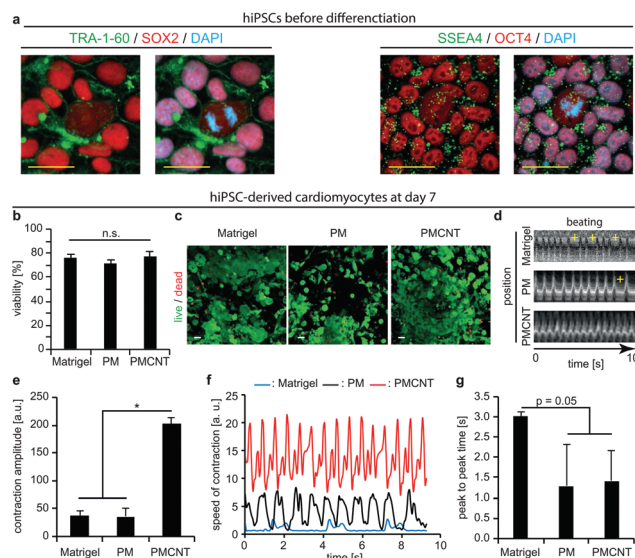 hiPSCs before differenctiation
a
TRA-1-60 / SOX2 / DAPI
SSEA4 / OCT4 / DAPI
hiPSC-derived cardiomyocytes at day 7
b
n.s.
viability [%]
100
80
60
40
20
0
Matrigel PM PMCNT
c
Matrigel PM PMCNT
live / dead
d
beating
position
Matrigel
PM
PMCNT
0 10
time [s]
e
contraction amplitude [a.u.]
250
200
150
100
50
0
*
Matrigel PM PMCNT
f
: Matrigel : PM : PMCNT
speed of contraction [a. u.]
25
20
15
10
5
0
0 2 4 6 8 10
time [s]
g
p = 0.05
peak to peak time [s]
3.5
3.0
2.5
2.0
1.5
1.0
0.5
0
Matrigel PM PMCNT